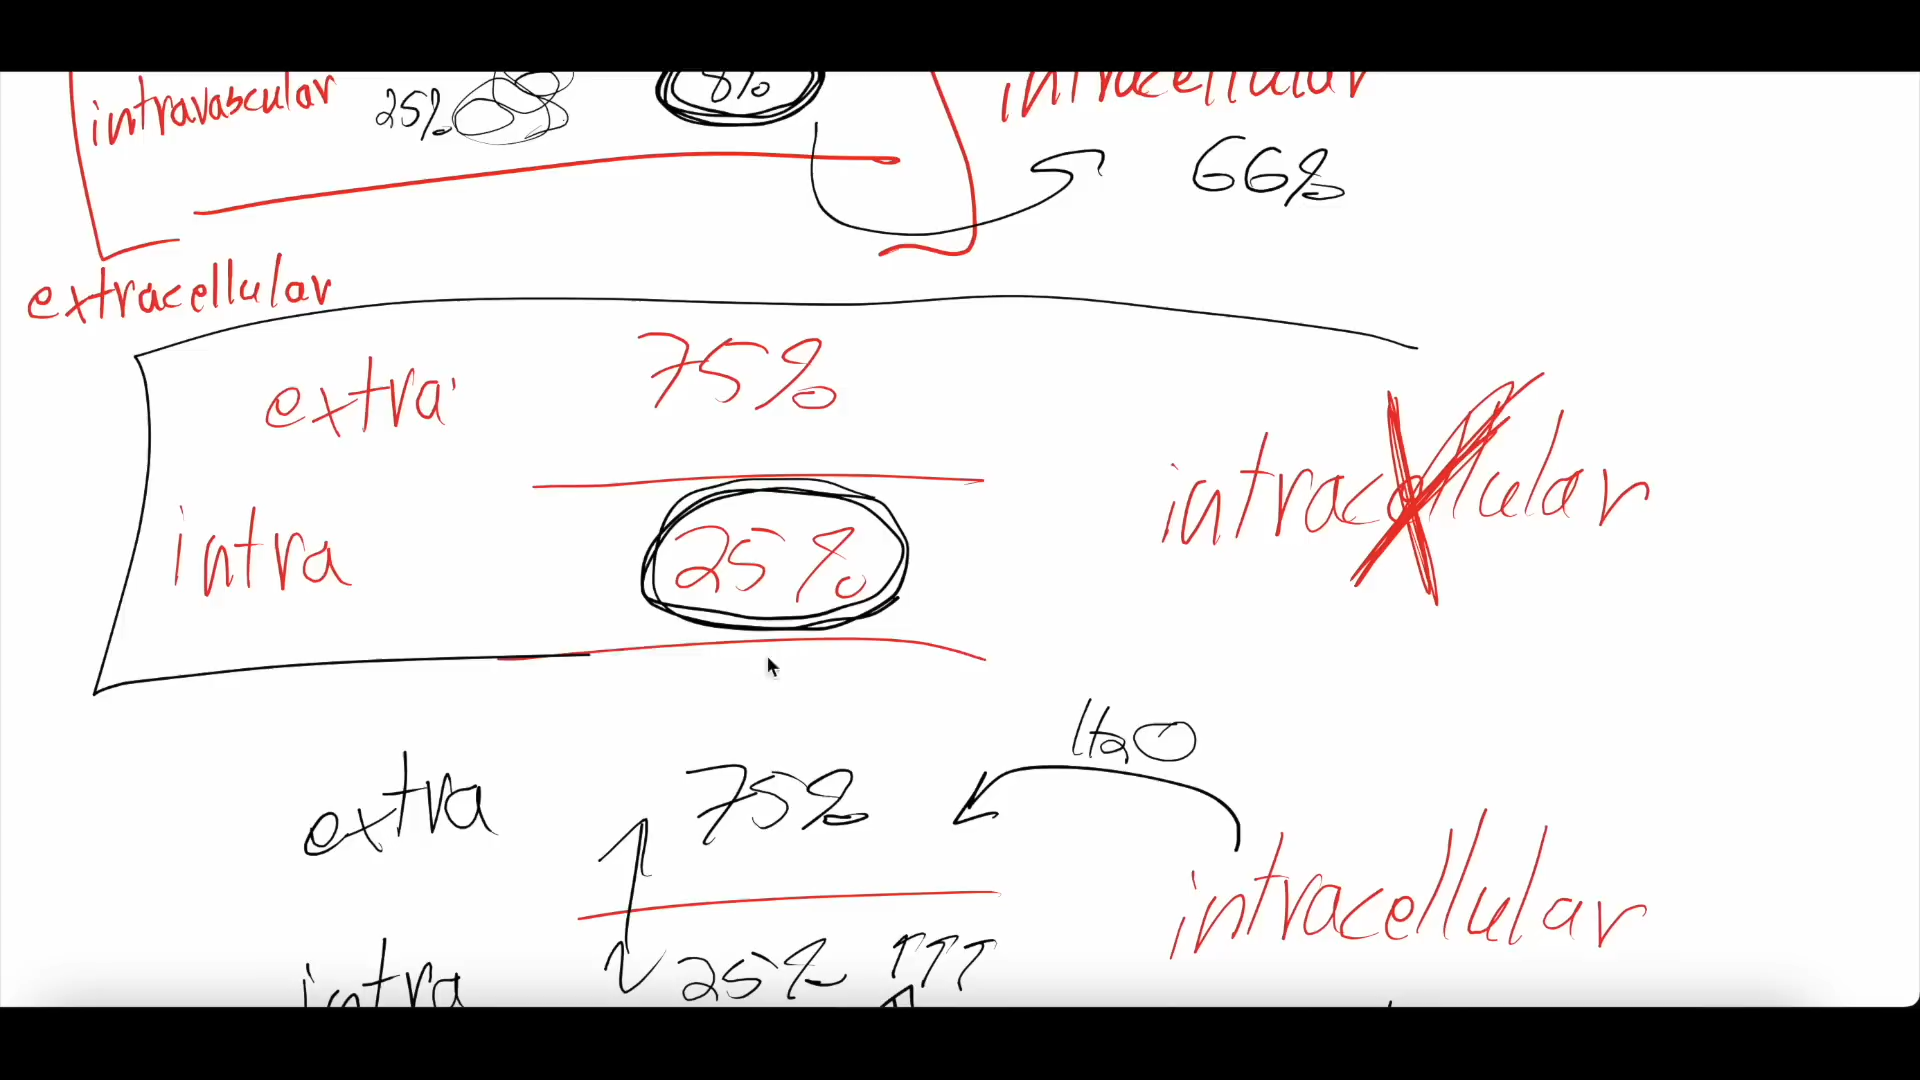 intravascular 25% 8% intracellular
66%
extracellular
extra 75%
intra 25% intracellular
H2O
extra 75%
intracellular
intra 25% ↑↑↑